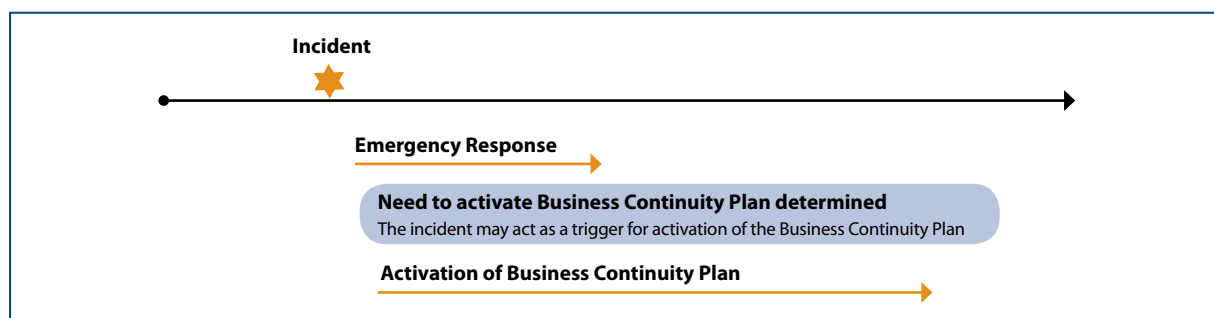 Incident
Emergency Response
Need to activate Business Continuity Plan determined
The incident may act as a trigger for activation of the Business Continuity Plan
Activation of Business Continuity Plan